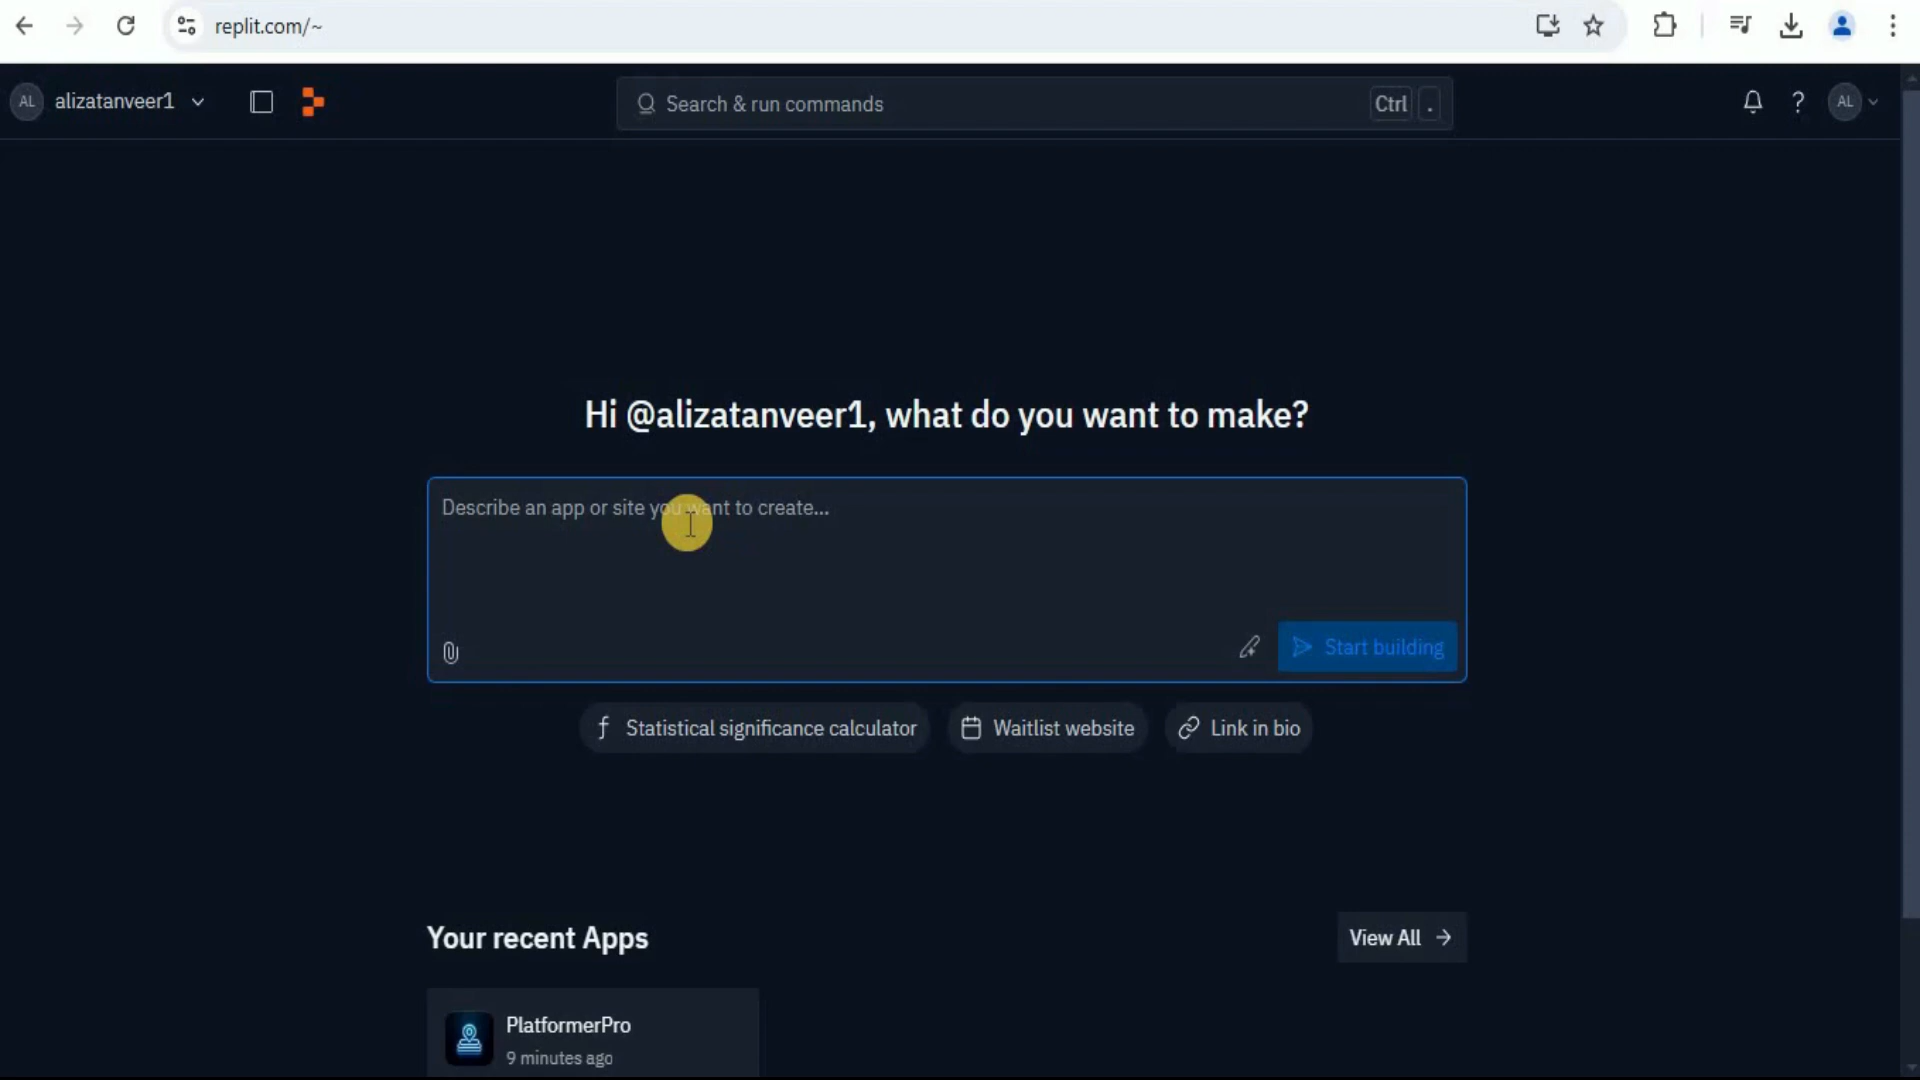 replit.com/~
AL alizatanveer1
Search & run commands Ctrl .
AL
Hi @alizatanveer1, what do you want to make?
Describe an app or site you want to create...
Start building
Statistical significance calculator Waitlist website Link in bio
Your recent Apps View All
PlatformerPro
9 minutes ago